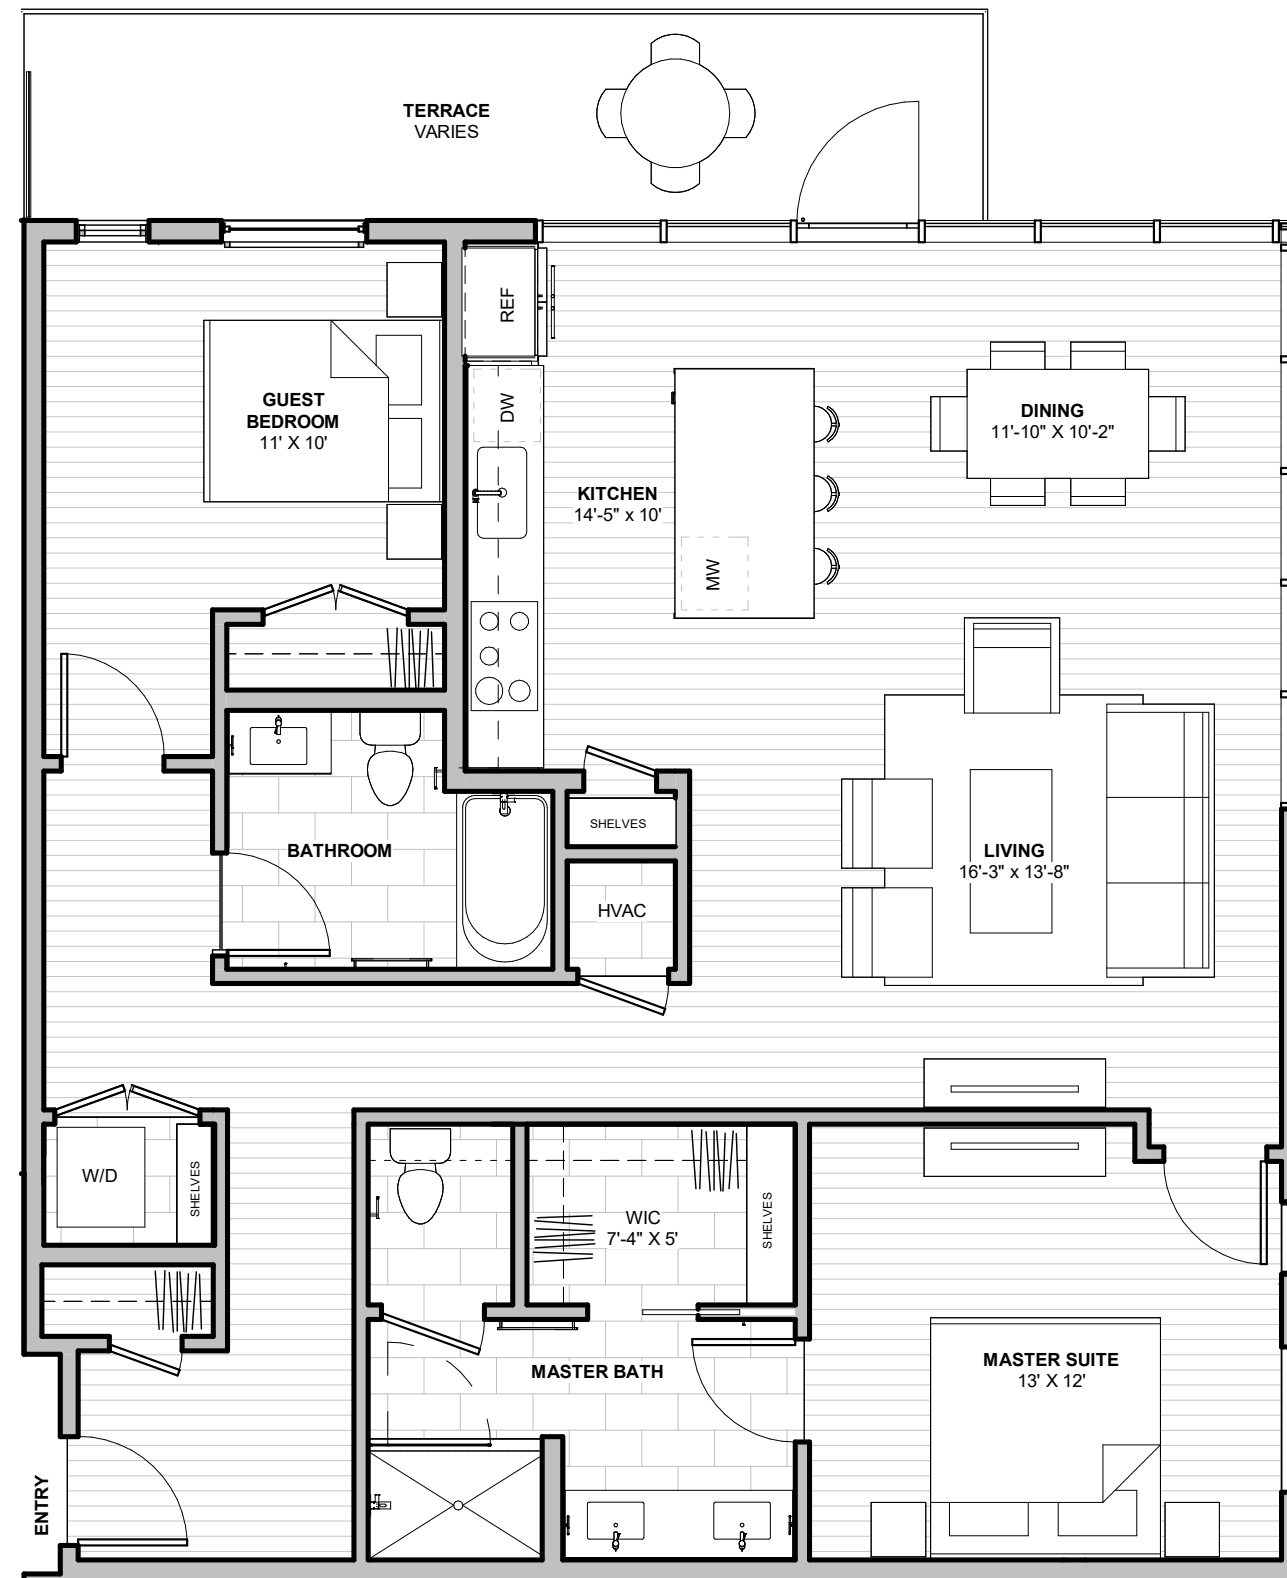 TERRACE
VARIES
REF
DW
GUEST
BEDROOM
11' X 10'
KITCHEN
14'-5" x 10'
MW
DINING
11'-10" X 10'-2"
SHELVES
BATHROOM
HVAC
LIVING
16'-3" x 13'-8"
W/D
SHELVES
WIC
7'-4" X 5'
SHELVES
MASTER BATH
MASTER SUITE
13' X 12'
ENTRY